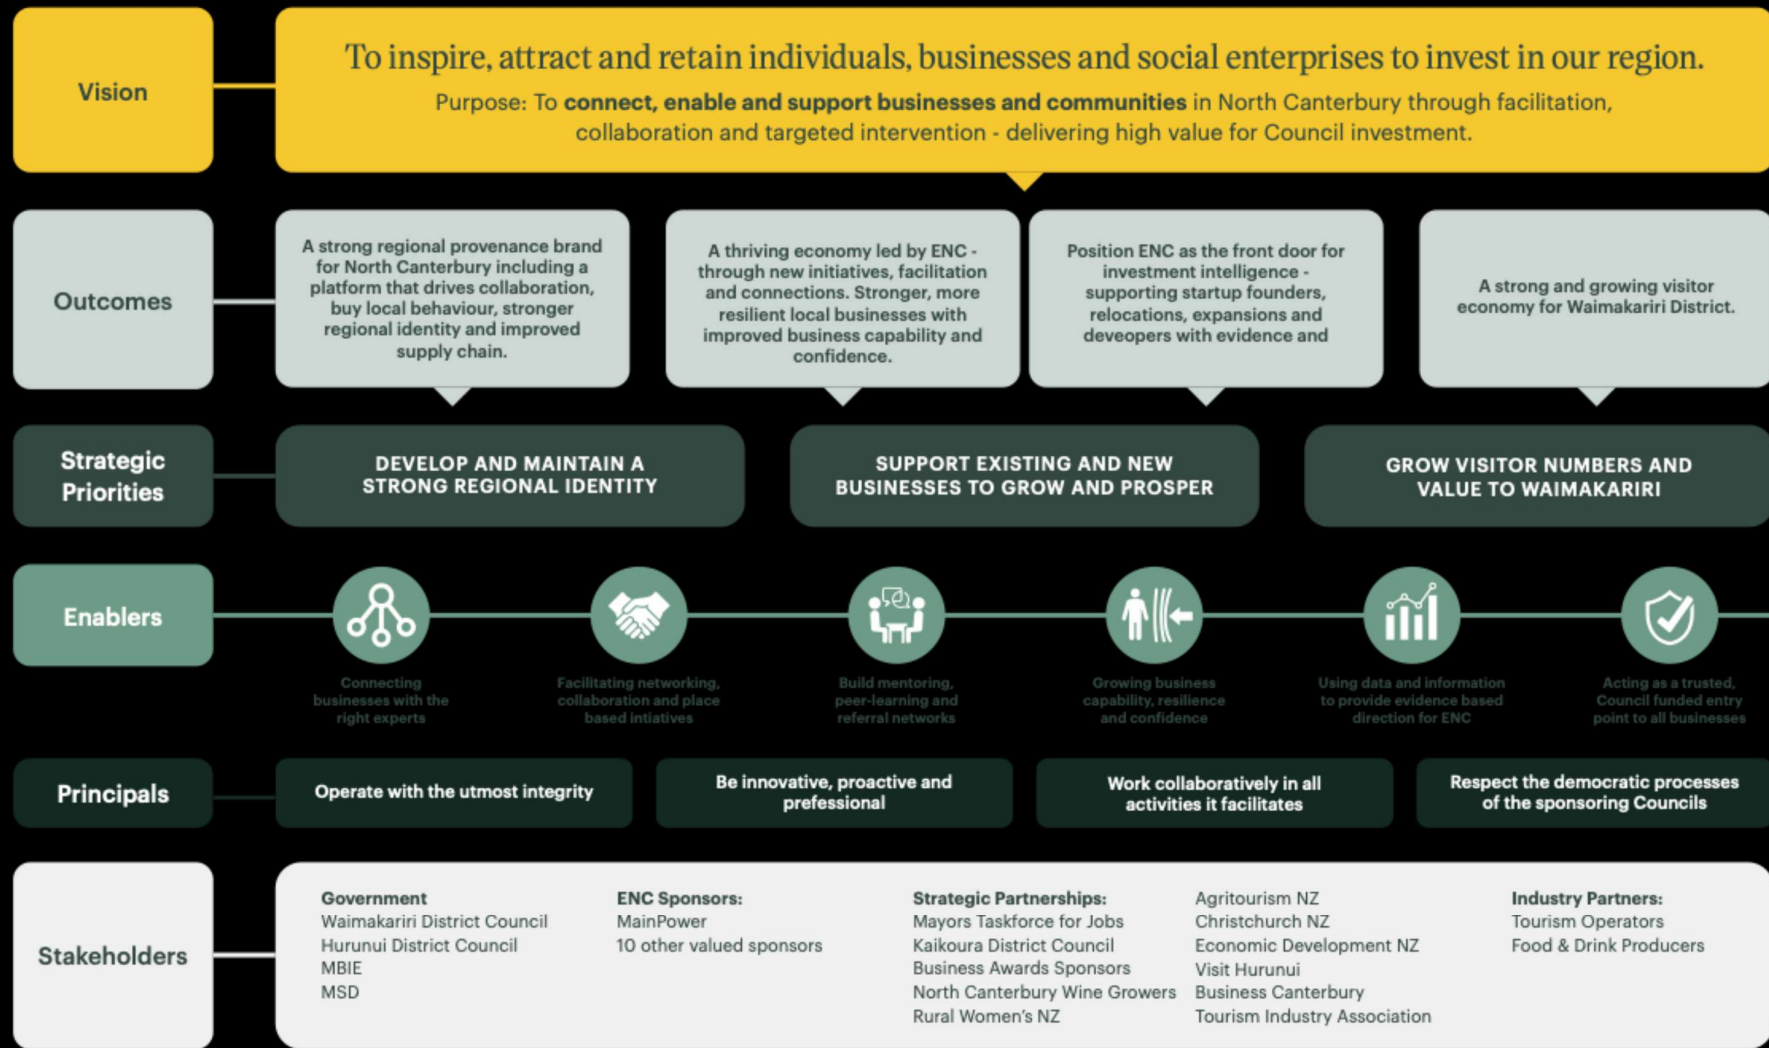 Vision
To inspire, attract and retain individuals, businesses and social enterprises to invest in our region.
Purpose: To connect, enable and support businesses and communities in North Canterbury through facilitation,
collaboration and targeted intervention - delivering high value for Council investment.
Outcomes
A strong regional provenance brand
for North Canterbury including a
platform that drives collaboration,
buy local behaviour, stronger
regional identity and improved
supply chain.
A thriving economy led by ENC -
through new initiatives, facilitation
and connections. Stronger, more
resilient local businesses with
improved business capability and
confidence.
Position ENC as the front door for
investment intelligence -
supporting startup founders,
relocations, expansions and
deveopers with evidence and
A strong and growing visitor
economy for Waimakariri District.
Strategic
Priorities
DEVELOP AND MAINTAIN A
STRONG REGIONAL IDENTITY
SUPPORT EXISTING AND NEW
BUSINESSES TO GROW AND PROSPER
GROW VISITOR NUMBERS AND
VALUE TO WAIMAKARIRI
Enablers
Connecting
businesses with the
right experts
Facilitating networking,
collaboration and place
based intiatives
Build mentoring,
peer-learning and
referral networks
Growing business
capability, resilience
and confidence
Using data and information
to provide evidence based
direction for ENC
Acting as a trusted,
Council funded entry
point to all businesses
Principals
Operate with the utmost integrity
Be innovative, proactive and
prefessional
Work collaboratively in all
activities it facilitates
Respect the democratic processes
of the sponsoring Councils
Stakeholders
Government
Waimakariri District Council
Hurunui District Council
MBIE
MSD
ENC Sponsors:
MainPower
10 other valued sponsors
Strategic Partnerships:
Mayors Taskforce for Jobs
Kaikoura District Council
Business Awards Sponsors
North Canterbury Wine Growers
Rural Women's NZ
Agritourism NZ
Christchurch NZ
Economic Development NZ
Visit Hurunui
Business Canterbury
Tourism Industry Association
Industry Partners:
Tourism Operators
Food & Drink Producers